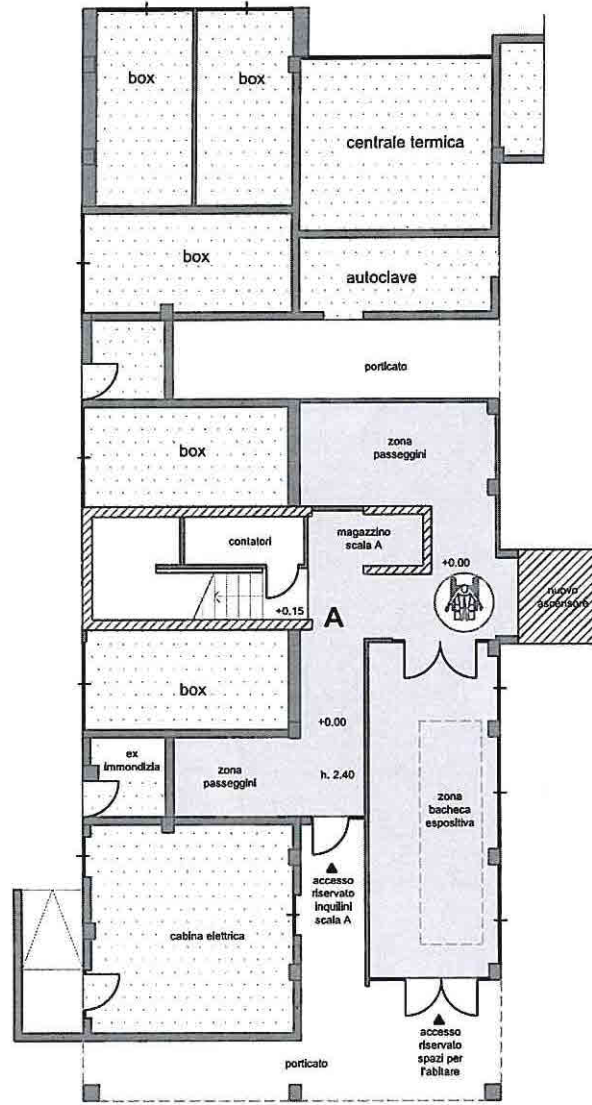 box
box
centrale termica
box
autoclave
porticato
zona
passeggini
box
contatori
magazzino
scala A
+0.00
nuovo
ascensore
+0.15
A
box
+0.00
ex
immondizia
zona
passeggini
h. 2.40
zona
bacheca
espositiva
accesso
riservato
inquilini
scala A
cabina elettrica
accesso
riservato
spazi per
l'abitare
porticato